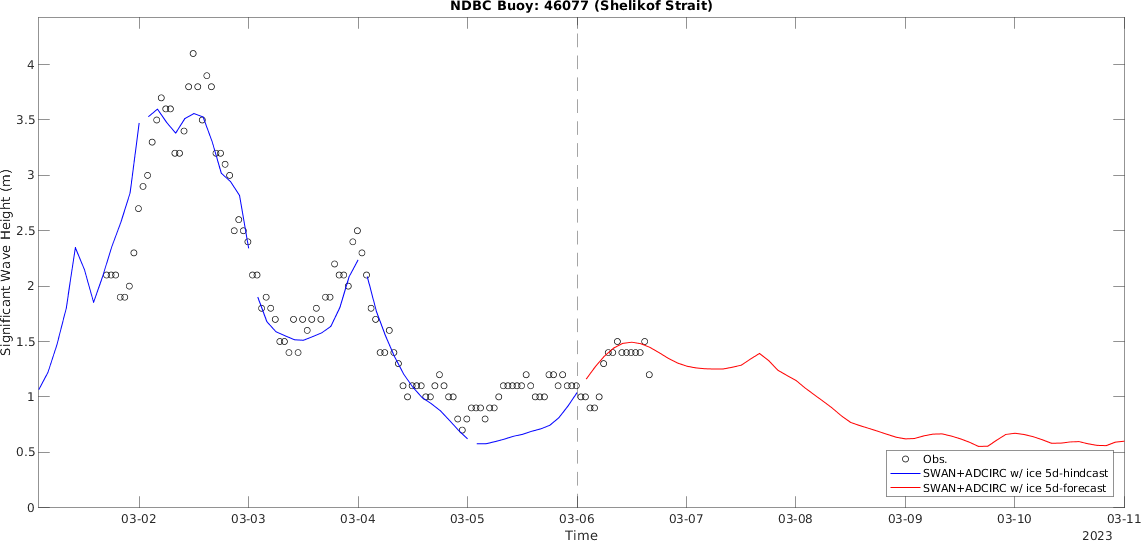 NDBC Buoy: 46077 (Shelikof Strait)
Significant Wave Height (m)
4
3.5
3
2.5
2
1.5
1
0.5
0
Obs.
SWAN+ADCIRC w/ ice 5d-hindcast
SWAN+ADCIRC w/ ice 5d-forecast
03-02 03-03 03-04 03-05 03-06 03-07 03-08 03-09 03-10 03-11
Time
2023